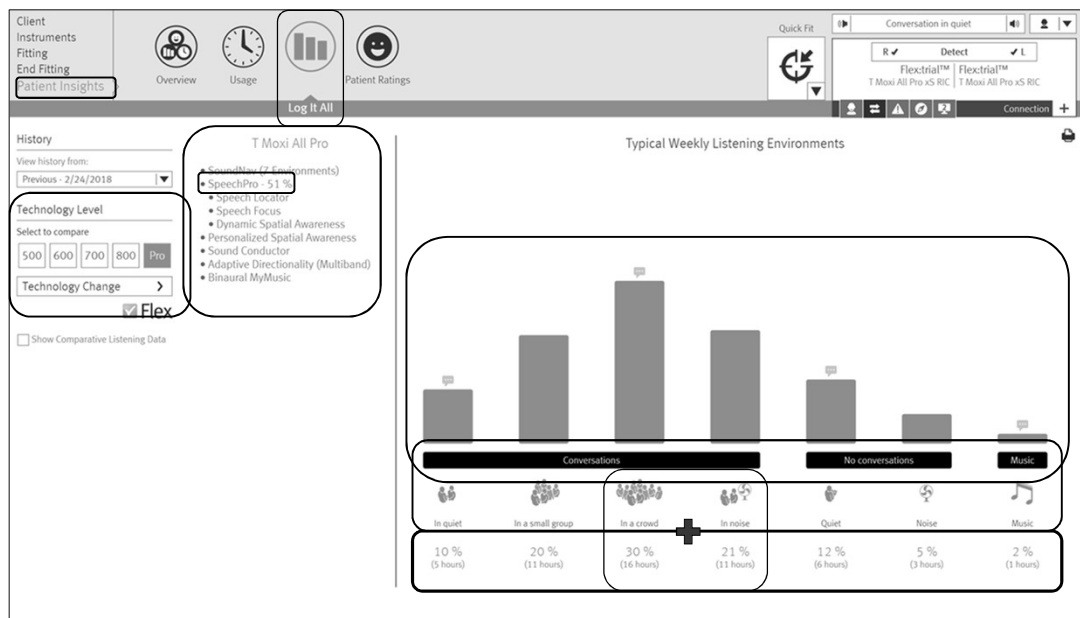 Client
Instruments
Fitting
End Fitting
Patient Insights
Overview
Usage
Log It All
Patient Ratings
Quick Fit
Conversation in quiet
R ✔ Detect ✔ L
Flex:trial™ | Flex:trial™
T Moxi All Pro xS RIC | T Moxi All Pro xS RIC
Connection +
History
View history from:
Previous - 2/24/2018
Technology Level
Select to compare
500 600 700 800 Pro
Technology Change >
Flex
Show Comparative Listening Data
T Moxi All Pro
• SoundNav (7 Environments)
• SpeechPro - 51 %
• Speech Locator
• Speech Focus
• Dynamic Spatial Awareness
• Personalized Spatial Awareness
• Sound Conductor
• Adaptive Directionality (Multiband)
• Binaural MyMusic
Typical Weekly Listening Environments
Conversations No conversations Music
In quiet In a small group In a crowd In noise Quiet Noise Music
10 % 20 % 30 % 21 % 12 % 5 % 2 %
(5 hours) (11 hours) (16 hours) (11 hours) (6 hours) (3 hours) (1 hours)